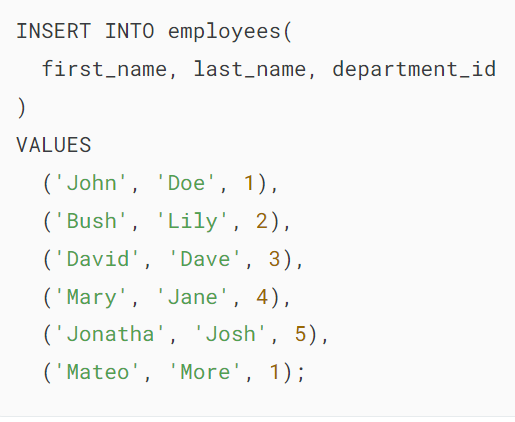 INSERT INTO employees(
  first_name, last_name, department_id
)
VALUES
  ('John', 'Doe', 1),
  ('Bush', 'Lily', 2),
  ('David', 'Dave', 3),
  ('Mary', 'Jane', 4),
  ('Jonatha', 'Josh', 5),
  ('Mateo', 'More', 1);